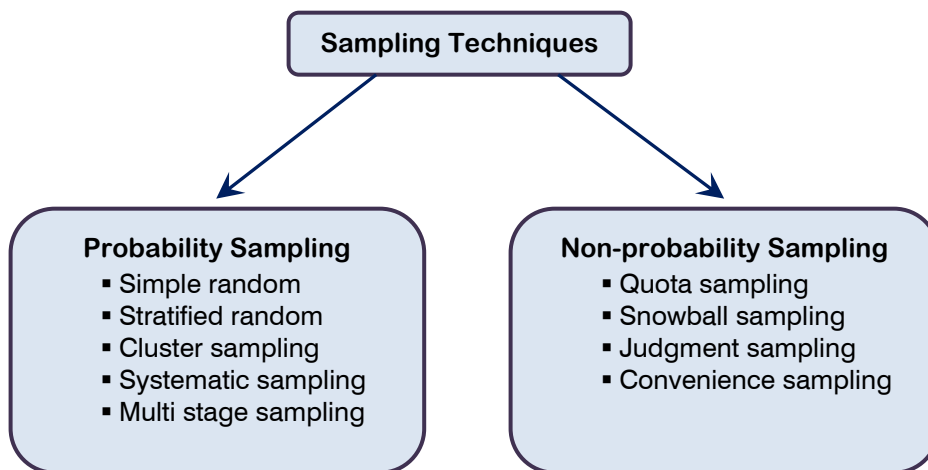 Sampling Techniques
Probability Sampling
▪ Simple random
▪ Stratified random
▪ Cluster sampling
▪ Systematic sampling
▪ Multi stage sampling
Non-probability Sampling
▪ Quota sampling
▪ Snowball sampling
▪ Judgment sampling
▪ Convenience sampling